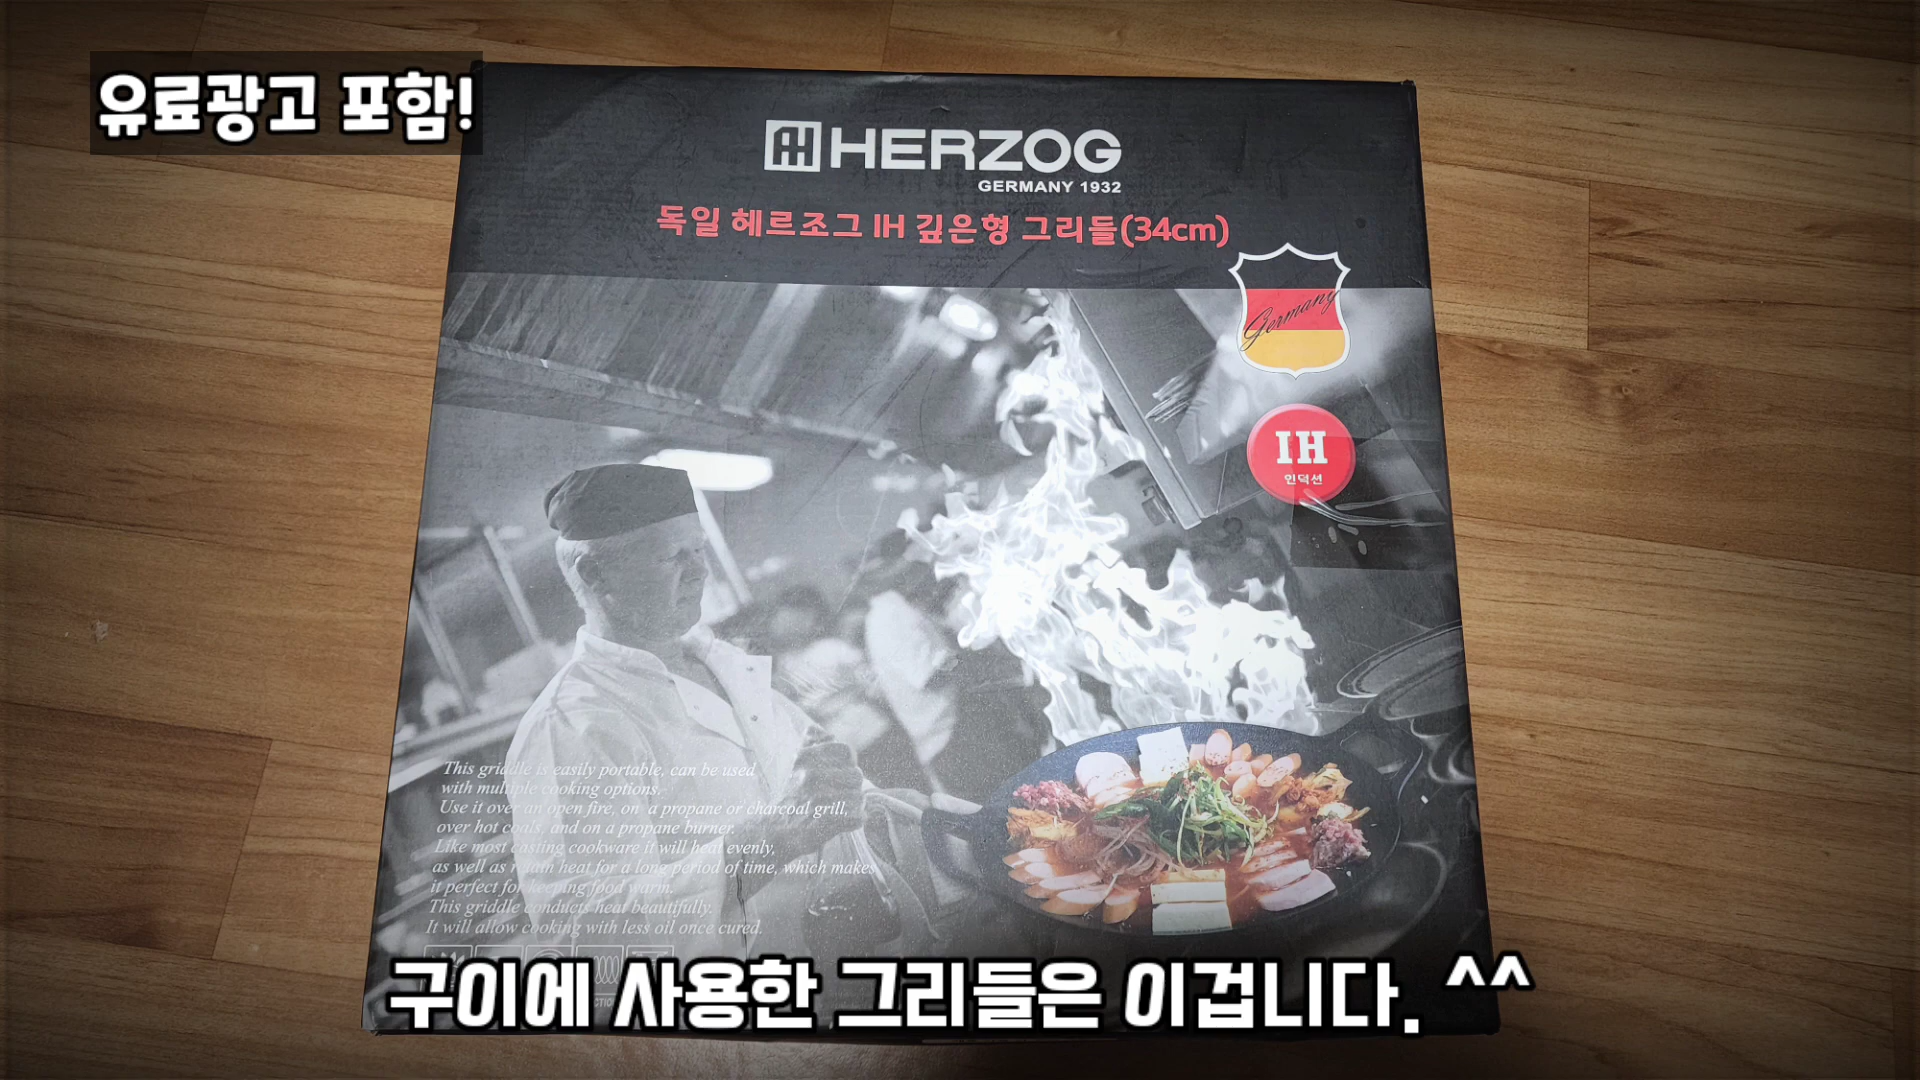 유료광고 포함!
HERZOG
GERMANY 1932
독일 헤르조그 IH 깊은형 그리들(34cm)
Germany
IH
인덕션
This griddle is easily portable, can be used
with multiple cooking options.
Use it over an open fire, on a propane or charcoal grill,
over hot coals, and on a propane burner.
Like most casting cookware it will heat evenly,
as well as retain heat for a long period of time, which makes
it perfect for keeping food warm.
This griddle conducts heat beautifully.
It will allow cooking with less oil once cured.
구이에 사용한 그리들은 이겁니다. ^^